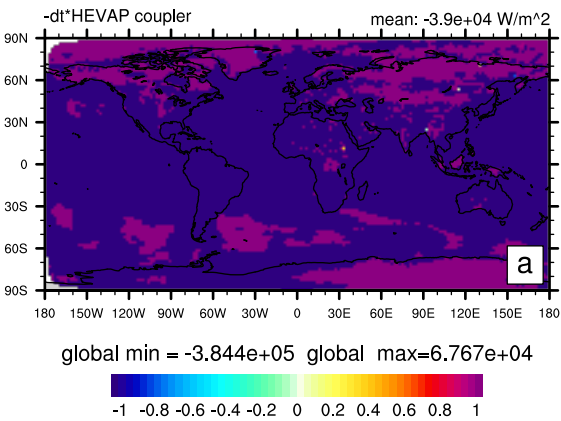 -dt*HEVAP coupler mean: -3.9e+04 W/m^2
90N
60N
30N
0
30S
60S
90S
a
180 150W 120W 90W 60W 30W 0 30E 60E 90E 120E 150E 180
global min = -3.844e+05 global max=6.767e+04
-1 -0.8 -0.6 -0.4 -0.2 0 0.2 0.4 0.6 0.8 1